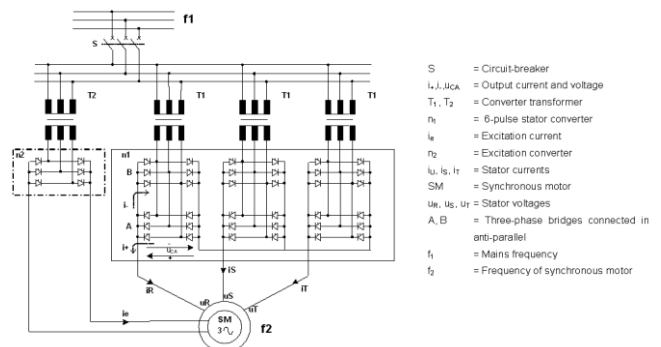 f1
S
T2
T1
T1
T1
n2
n1
B
i-
A
i+
uCA
iS
iR
iT
uR
uS
uT
ie
SM
3
f2
S = Circuit-breaker
i+,i-,uCA = Output current and voltage
T1, T2 = Converter transformer
n1 = 6-pulse stator converter
ie = Excitation current
n2 = Excitation converter
iU, iS, iT = Stator currents
SM = Synchronous motor
uR, uS, uT = Stator voltages
A, B = Three-phase bridges connected in
anti-parallel
f1 = Mains frequency
f2 = Frequency of synchronous motor